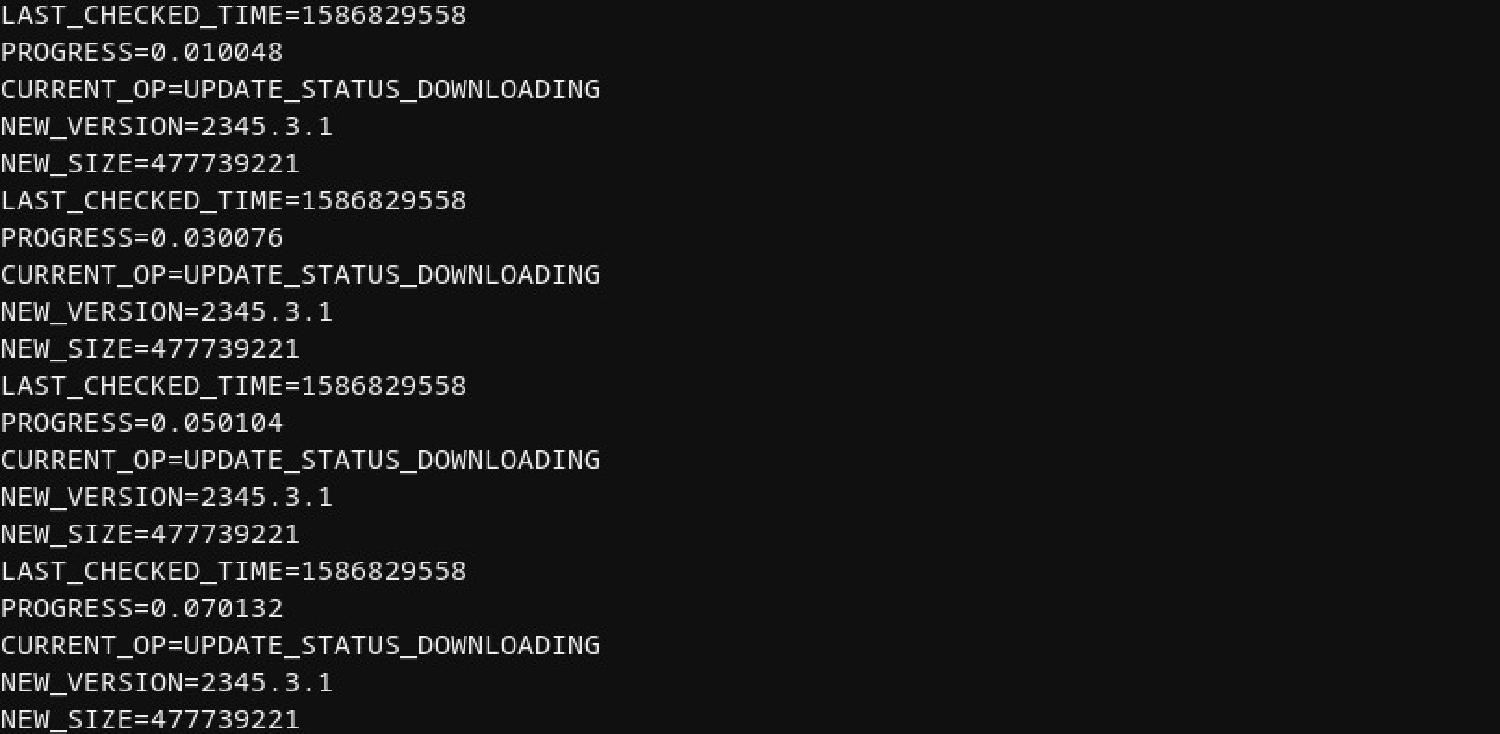 LAST_CHECKED_TIME=1586829558
PROGRESS=0.010048
CURRENT_OP=UPDATE_STATUS_DOWNLOADING
NEW_VERSION=2345.3.1
NEW_SIZE=477739221
LAST_CHECKED_TIME=1586829558
PROGRESS=0.030076
CURRENT_OP=UPDATE_STATUS_DOWNLOADING
NEW_VERSION=2345.3.1
NEW_SIZE=477739221
LAST_CHECKED_TIME=1586829558
PROGRESS=0.050104
CURRENT_OP=UPDATE_STATUS_DOWNLOADING
NEW_VERSION=2345.3.1
NEW_SIZE=477739221
LAST_CHECKED_TIME=1586829558
PROGRESS=0.070132
CURRENT_OP=UPDATE_STATUS_DOWNLOADING
NEW_VERSION=2345.3.1
NEW_SIZE=477739221